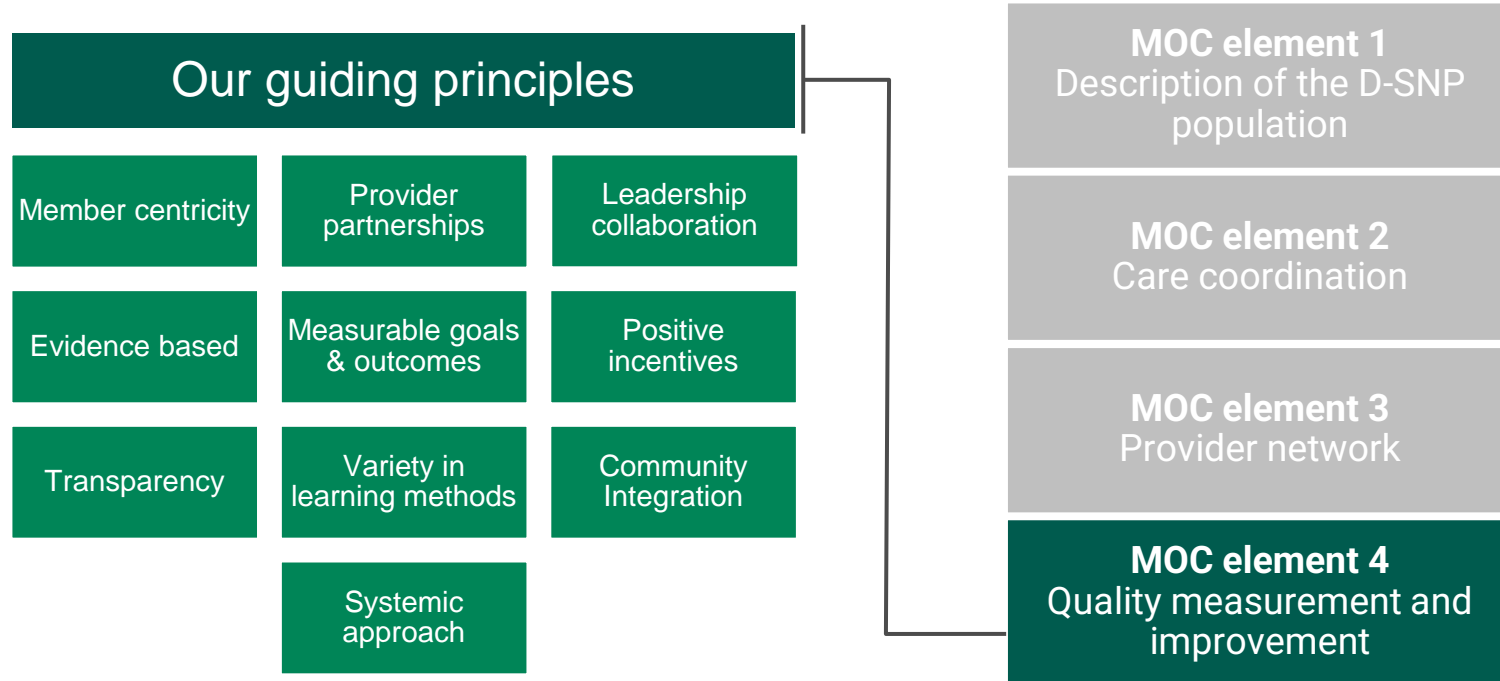 Our guiding principles
Member centricity
Provider
partnerships
Leadership
collaboration
Evidence based
Measurable goals
& outcomes
Positive
incentives
Transparency
Variety in
learning methods
Community
Integration
Systemic
approach
MOC element 1
Description of the D-SNP
population
MOC element 2
Care coordination
MOC element 3
Provider network
MOC element 4
Quality measurement and
improvement